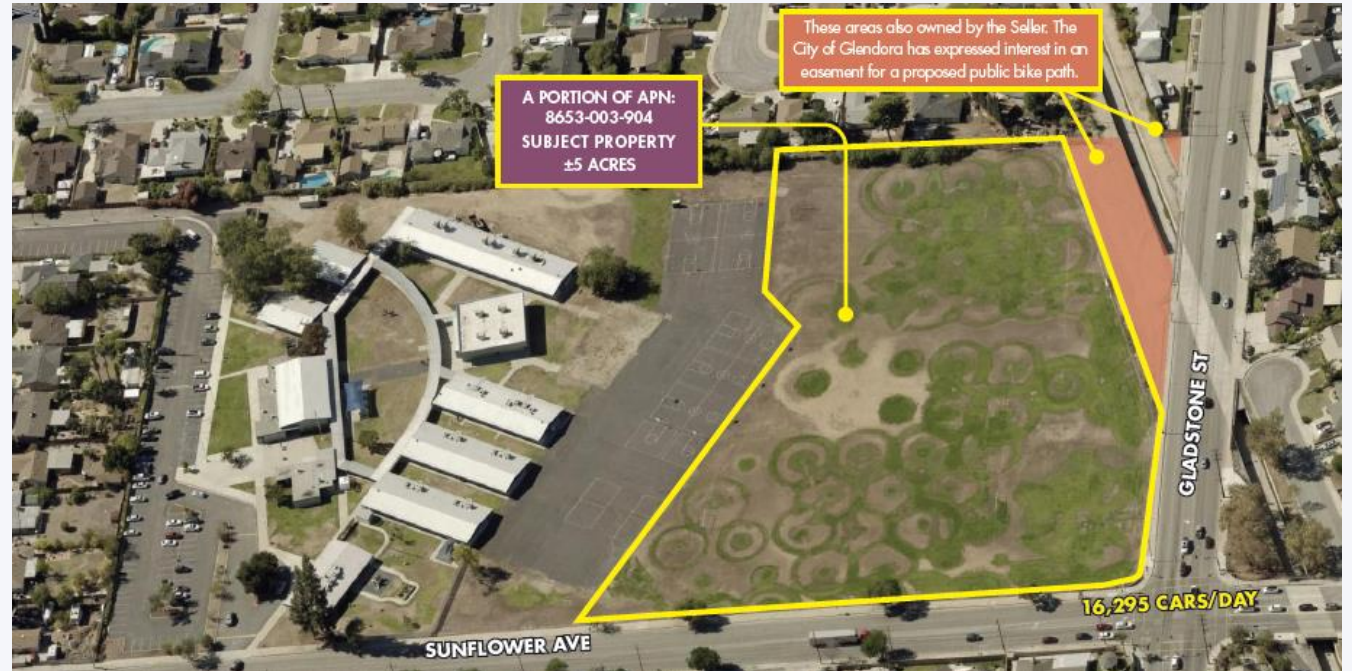 These areas also owned by the Seller. The
City of Glendora has expressed interest in an
easement for a proposed public bike path.
A PORTION OF APN:
8653-003-904
SUBJECT PROPERTY
±5 ACRES
GLADSTONE ST
16,295 CARS/DAY
SUNFLOWER AVE